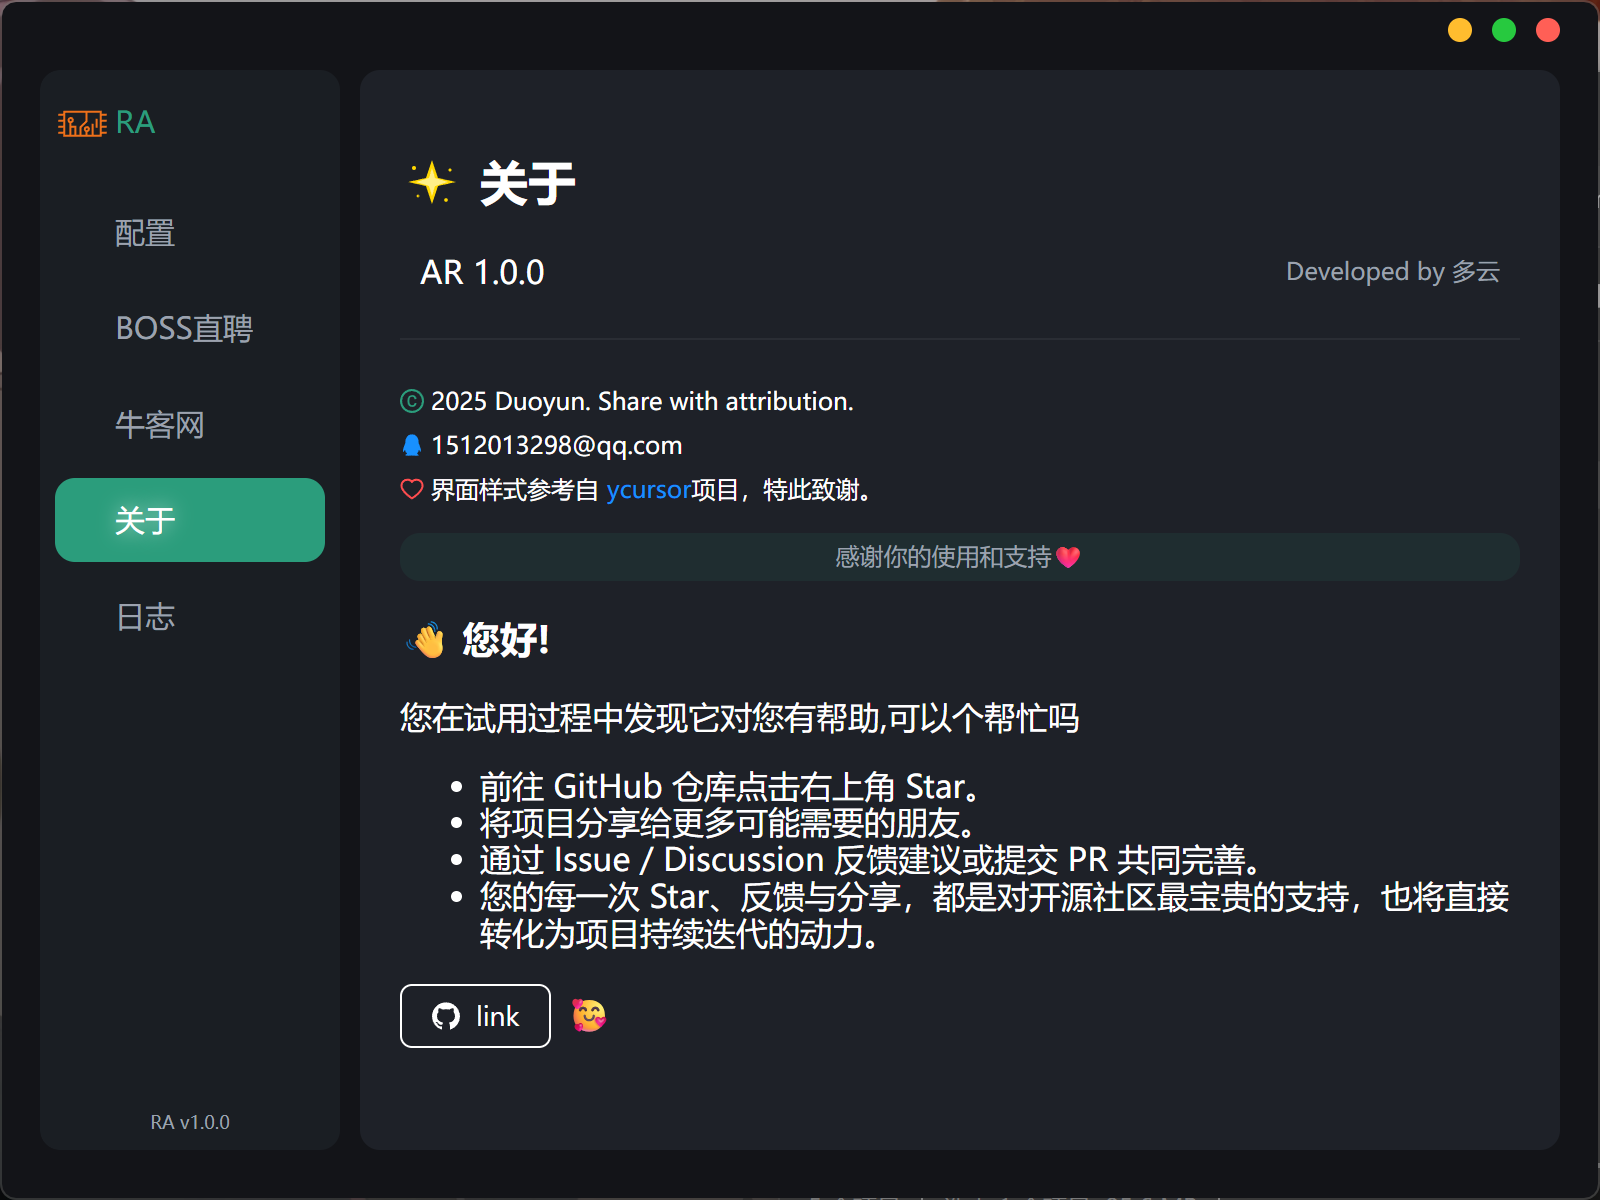 RA
配置
BOSS直聘
牛客网
关于
日志
RA v1.0.0
✨ 关于
AR 1.0.0
Developed by 多云
© 2025 Duoyun. Share with attribution.
1512013298@qq.com
界面样式参考自 ycursor项目，特此致谢。
感谢你的使用和支持❤️
👋 您好!
您在试用过程中发现它对您有帮助,可以个帮忙吗
• 前往 GitHub 仓库点击右上角 Star。
• 将项目分享给更多可能需要的朋友。
• 通过 Issue / Discussion 反馈建议或提交 PR 共同完善。
• 您的每一次 Star、反馈与分享，都是对开源社区最宝贵的支持，也将直接
转化为项目持续迭代的动力。
link 🥰